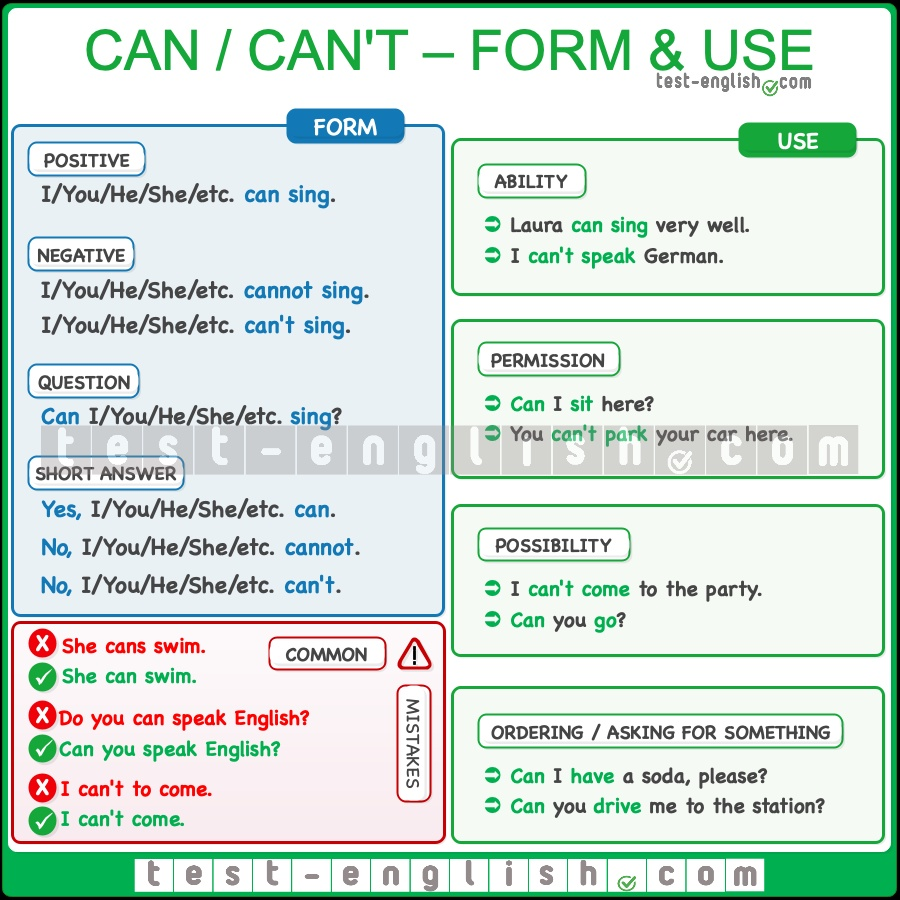 CAN / CAN'T – FORM & USE
test-english.com
FORM
POSITIVE
I/You/He/She/etc. can sing.
NEGATIVE
I/You/He/She/etc. cannot sing.
I/You/He/She/etc. can't sing.
QUESTION
Can I/You/He/She/etc. sing?
SHORT ANSWER
Yes, I/You/He/She/etc. can.
No, I/You/He/She/etc. cannot.
No, I/You/He/She/etc. can't.
COMMON
MISTAKES
X She cans swim.
She can swim.
X Do you can speak English?
Can you speak English?
X I can't to come.
I can't come.
USE
ABILITY
Laura can sing very well.
I can't speak German.
PERMISSION
Can I sit here?
You can't park your car here.
POSSIBILITY
I can't come to the party.
Can you go?
ORDERING / ASKING FOR SOMETHING
Can I have a soda, please?
Can you drive me to the station?
test-english.com
test-english.com